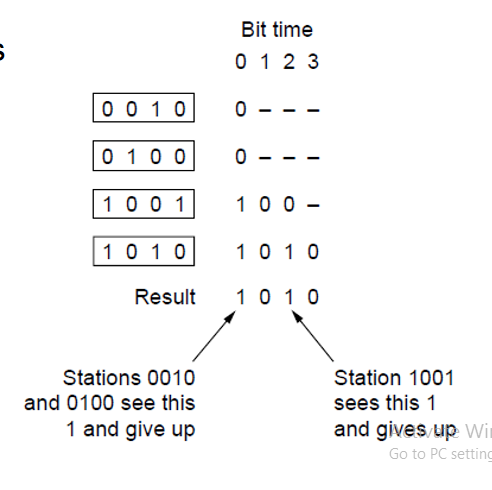 s
Bit time
0 1 2 3
0 0 1 0 0 – – –
0 1 0 0 0 – – –
1 0 0 1 1 0 0 –
1 0 1 0 1 0 1 0
Result 1 0 1 0
Stations 0010
and 0100 see this
1 and give up
Station 1001
sees this 1
and gives up
Activate Wi
Go to PC setting